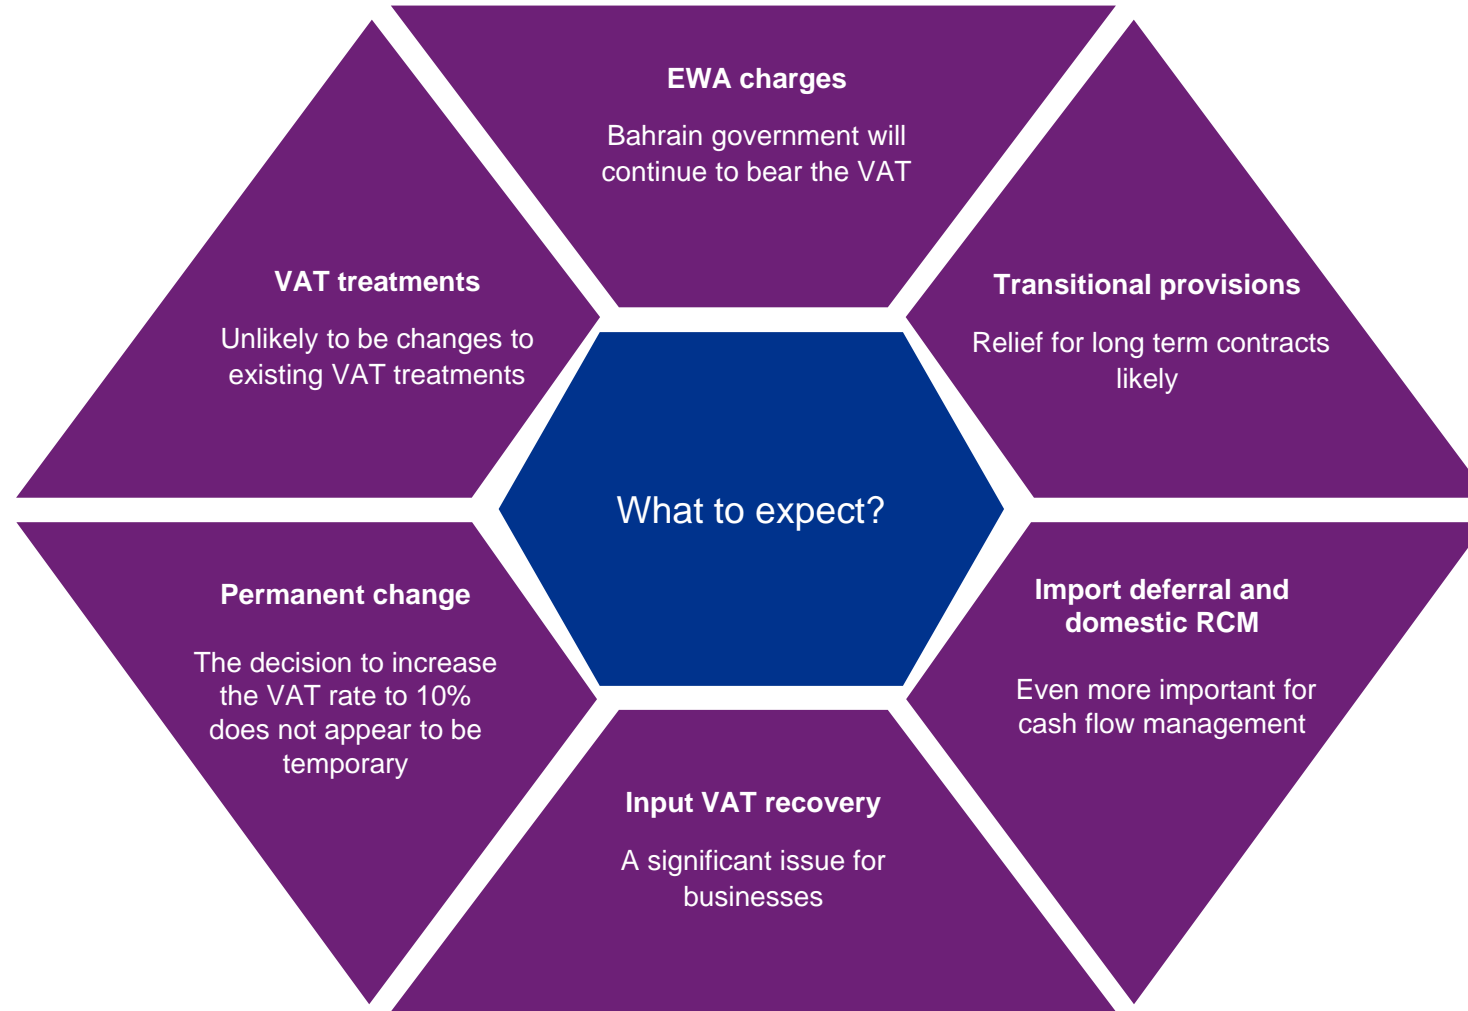 EWA charges
Bahrain government will
continue to bear the VAT
VAT treatments
Unlikely to be changes to
existing VAT treatments
Transitional provisions
Relief for long term contracts
likely
What to expect?
Permanent change
The decision to increase
the VAT rate to 10%
does not appear to be
temporary
Import deferral and
domestic RCM
Even more important for
cash flow management
Input VAT recovery
A significant issue for
businesses